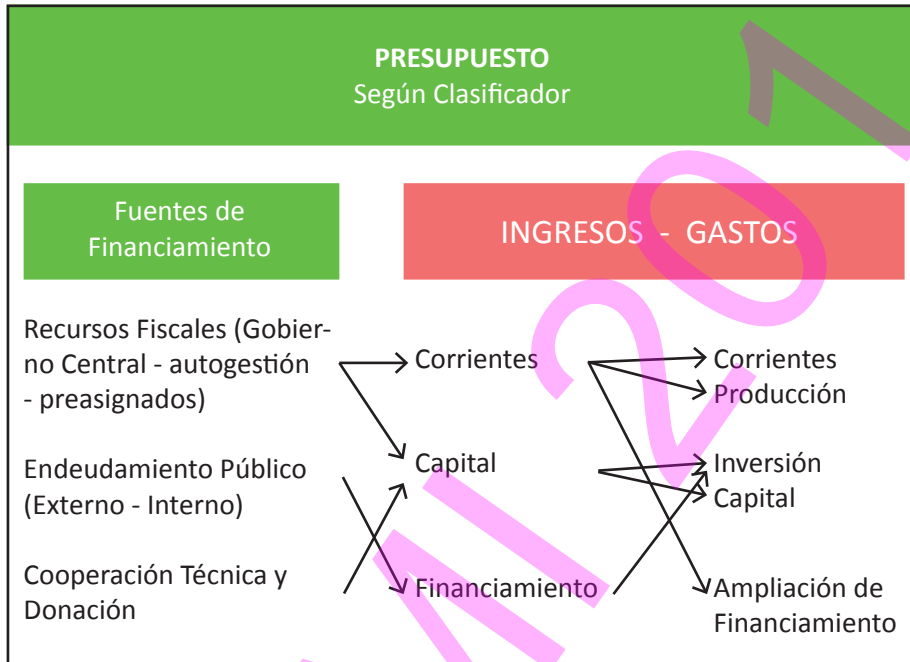 PRESUPUESTO
Según Clasificador
Fuentes de
Financiamiento
INGRESOS - GASTOS
Recursos Fiscales (Gobier-
no Central - autogestión
- preasignados)
Corrientes
Corrientes
Producción
Endeudamiento Público
(Externo - Interno)
Capital
Inversión
Capital
Cooperación Técnica y
Donación
Financiamiento
Ampliación de
Financiamiento